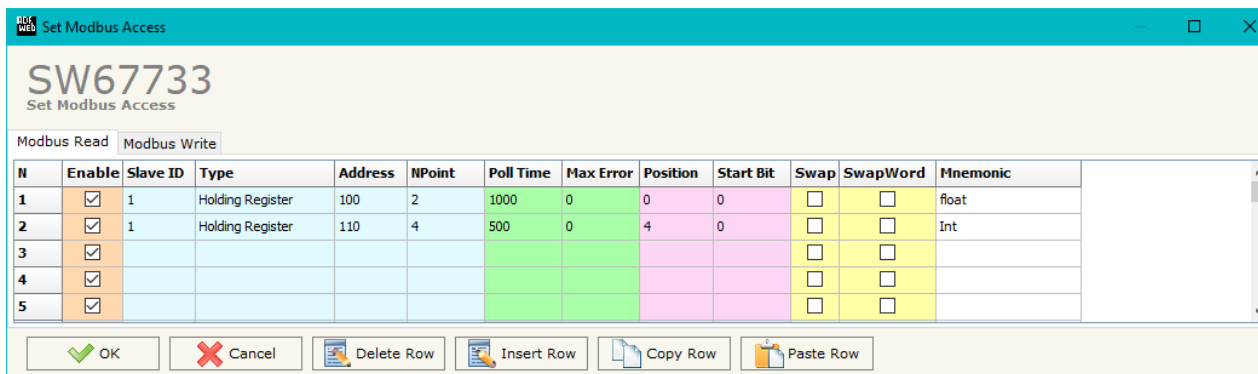 ADF WEB Set Modbus Access
SW67733
Set Modbus Access
Modbus Read Modbus Write
N Enable Slave ID Type Address NPoint Poll Time Max Error Position Start Bit Swap SwapWord Mnemonic
1 1 Holding Register 100 2 1000 0 0 0 float
2 1 Holding Register 110 4 500 0 4 0 Int
3
4
5
OK Cancel Delete Row Insert Row Copy Row Paste Row